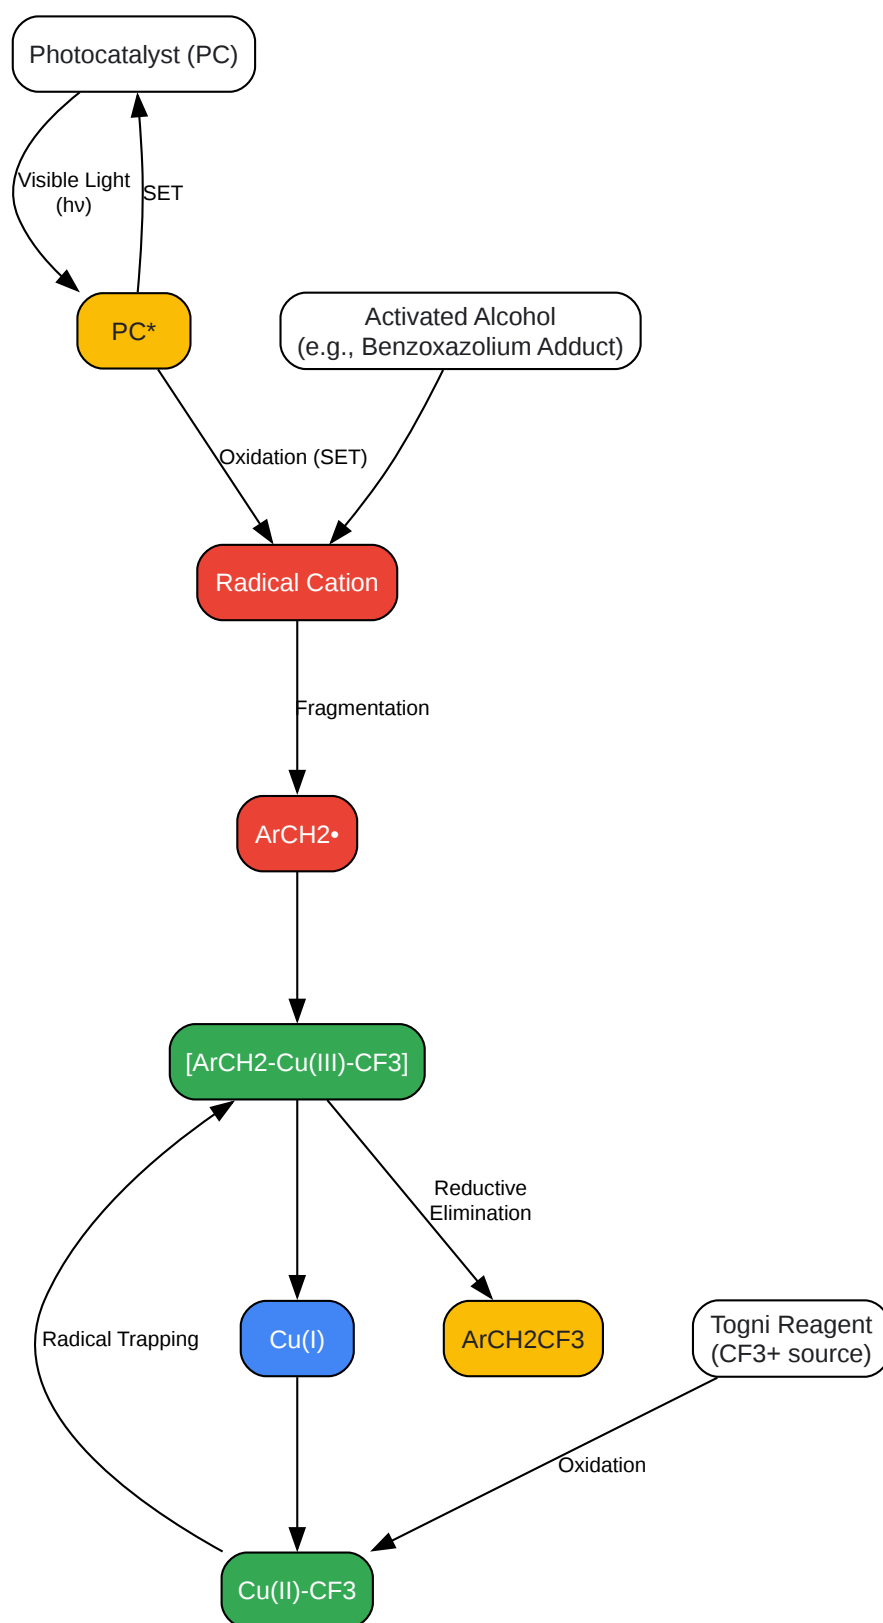 Photocatalyst (PC)
Visible Light
(hν)
SET
PC*
Activated Alcohol
(e.g., Benzoxazolium Adduct)
Oxidation (SET)
Radical Cation
Fragmentation
ArCH2•
[ArCH2-Cu(III)-CF3]
Reductive
Elimination
Radical Trapping
Cu(I)
ArCH2CF3
Togni Reagent
(CF3+ source)
Oxidation
Cu(II)-CF3